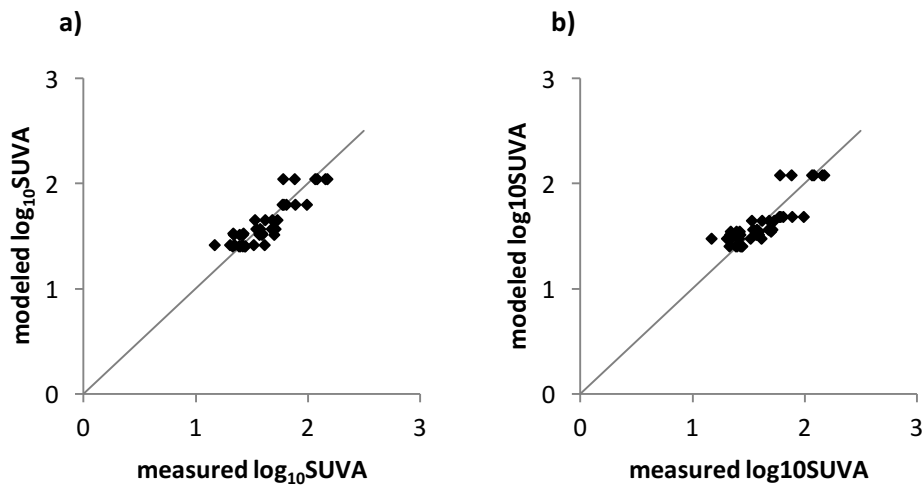 a)
b)
3
2
1
0
0 1 2 3
modeled log₁₀SUVA
measured log₁₀SUVA
3
2
1
0
0 1 2 3
modeled log10SUVA
measured log10SUVA